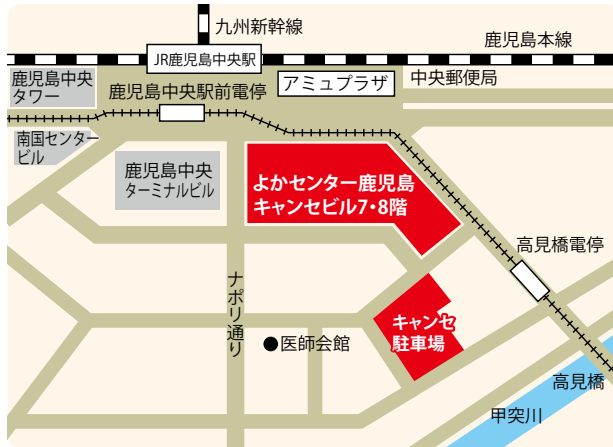 九州新幹線
鹿児島本線
JR鹿児島中央駅
鹿児島中央
タワー
鹿児島中央駅前電停
アミュプラザ
中央郵便局
南国センター
ビル
鹿児島中央
ターミナルビル
よかセンター鹿児島
キャンセビル7・8階
高見橋電停
ナポリ通り
キャンセ
駐車場
●医師会館
高見橋
甲突川